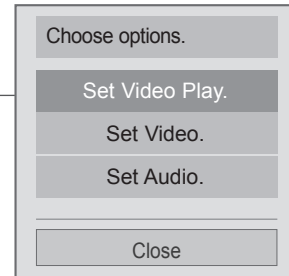 Choose options.
Set Video Play.
Set Video.
Set Audio.
Close